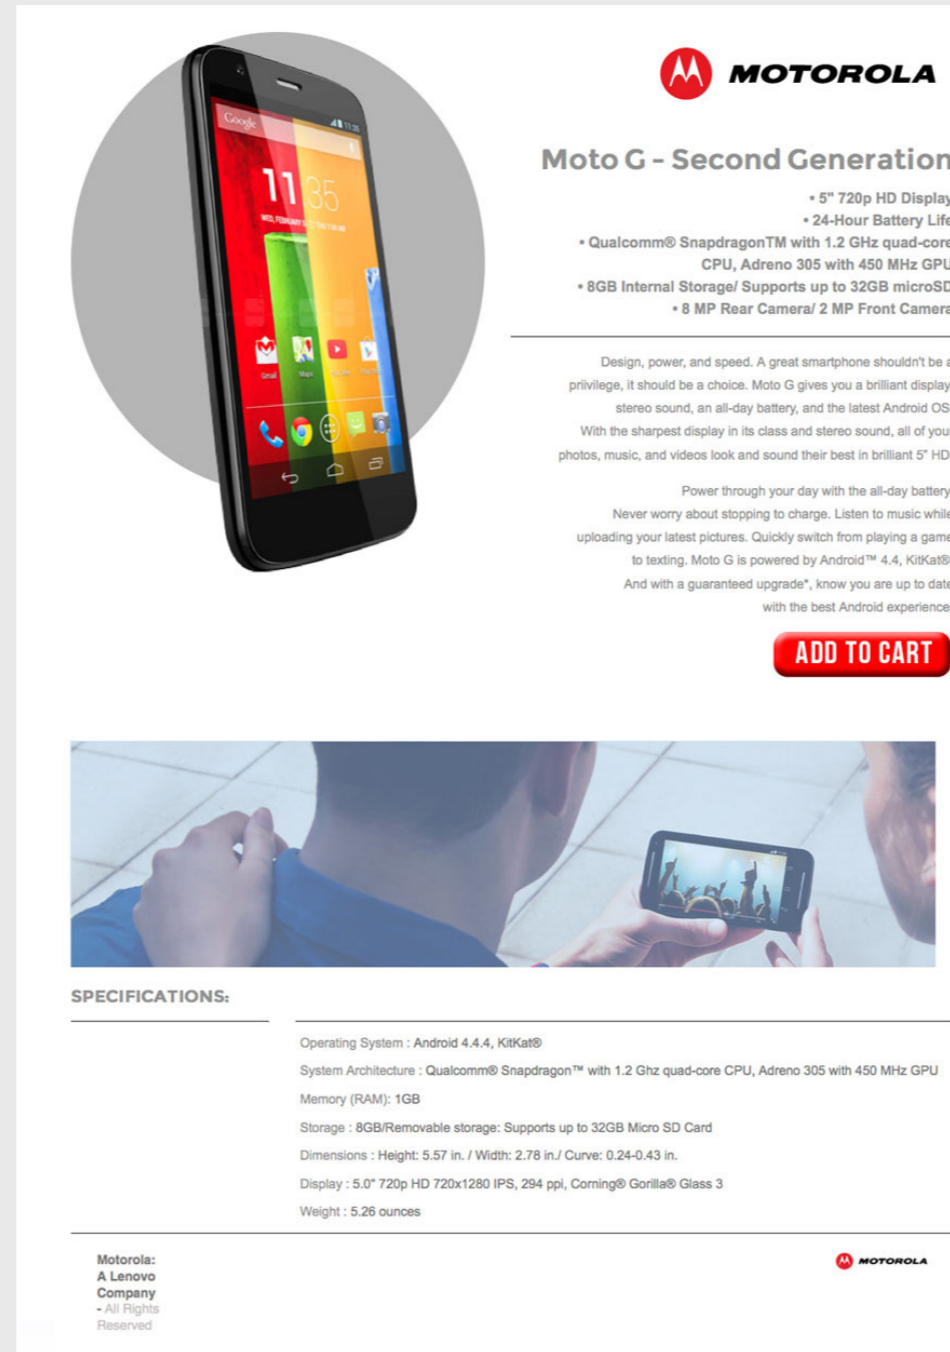 MOTOROLA
Moto G - Second Generation
• 5" 720p HD Display
• 24-Hour Battery Life
• Qualcomm® SnapdragonTM with 1.2 GHz quad-core
CPU, Adreno 305 with 450 MHz GPU
• 8GB Internal Storage/ Supports up to 32GB microSD
• 8 MP Rear Camera/ 2 MP Front Camera
Design, power, and speed. A great smartphone shouldn't be a
priivilege, it should be a choice. Moto G gives you a brilliant display,
stereo sound, an all-day battery, and the latest Android OS.
With the sharpest display in its class and stereo sound, all of your
photos, music, and videos look and sound their best in brilliant 5" HD.
Power through your day with the all-day battery.
Never worry about stopping to charge. Listen to music while
uploading your latest pictures. Quickly switch from playing a game
to texting. Moto G is powered by Android™ 4.4, KitKat®.
And with a guaranteed upgrade*, know you are up to date
with the best Android experience.
ADD TO CART
Google
11:35
11 35
WED, FEBRUARY 5
Gmail
Maps
SPECIFICATIONS:
Operating System : Android 4.4.4, KitKat®
System Architecture : Qualcomm® Snapdragon™ with 1.2 Ghz quad-core CPU, Adreno 305 with 450 MHz GPU
Memory (RAM): 1GB
Storage : 8GB/Removable storage: Supports up to 32GB Micro SD Card
Dimensions : Height: 5.57 in. / Width: 2.78 in./ Curve: 0.24-0.43 in.
Display : 5.0" 720p HD 720x1280 IPS, 294 ppi, Corning® Gorilla® Glass 3
Weight : 5.26 ounces
Motorola:
A Lenovo
Company
- All Rights
Reserved
MOTOROLA